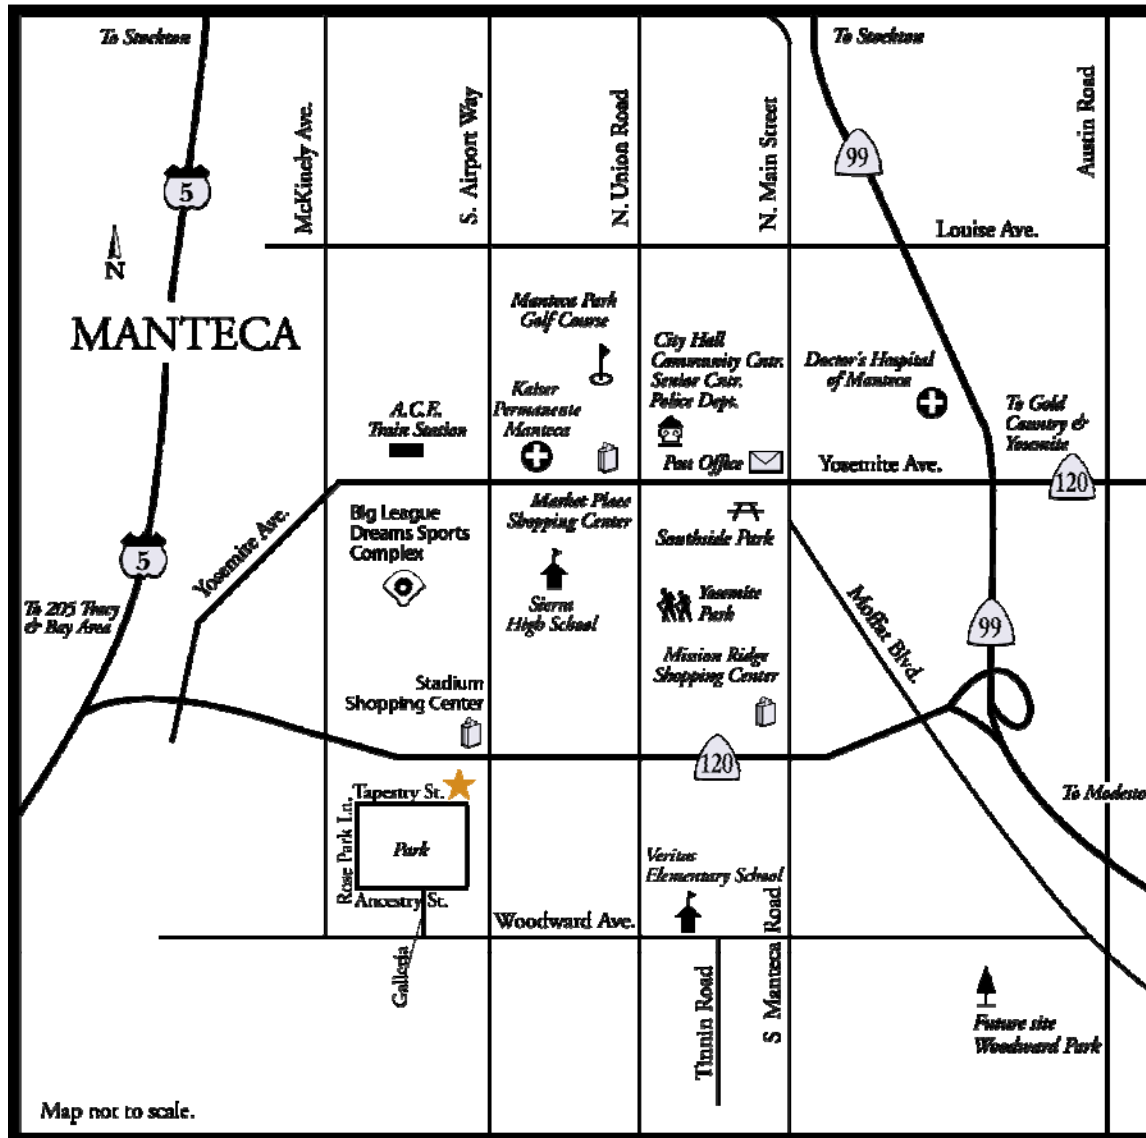 To Stockton
To Stockton
McKinely Ave.
S. Airport Way
N. Union Road
N. Main Street
Austin Road
99
5
Louise Ave.
N
MANTECA
Manteca Park
Golf Course
City Hall
Community Cntr.
Senior Cntr.
Police Dept.
Doctor's Hospital
of Manteca
Kaiser
Permanente
Manteca
A.C.E.
Train Station
To Gold
Country &
Yosemite
Post Office
Yosemite Ave.
120
Yosemite Ave.
Big League
Dreams Sports
Complex
Market Place
Shopping Center
Southside Park
5
To 205 Tracy
& Bay Area
Sierra
High School
Yosemite
Park
Moffat Blvd.
99
Mission Ridge
Shopping Center
Stadium
Shopping Center
120
Tapestry St.
To Modesto
Rose Park Ln.
Park
Veritas
Elementary School
Ancestry St.
Woodward Ave.
Galleria
Tinnin Road
S Manteca Road
Future site
Woodward Park
Map not to scale.